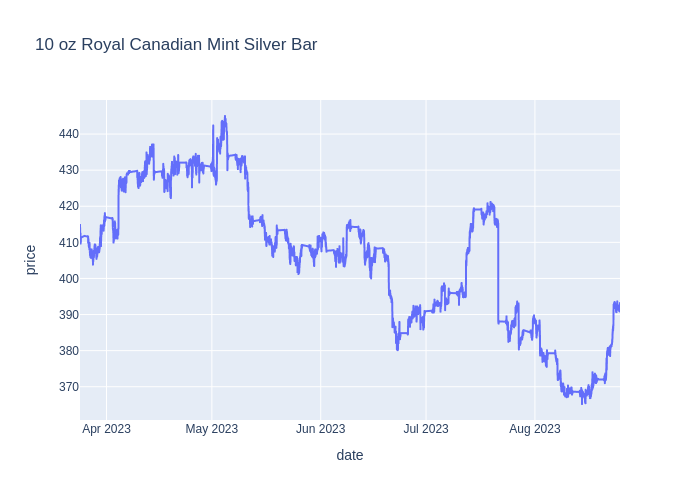 10 oz Royal Canadian Mint Silver Bar
440
430
420
410
400
390
380
370
price
Apr 2023
May 2023
Jun 2023
Jul 2023
Aug 2023
date